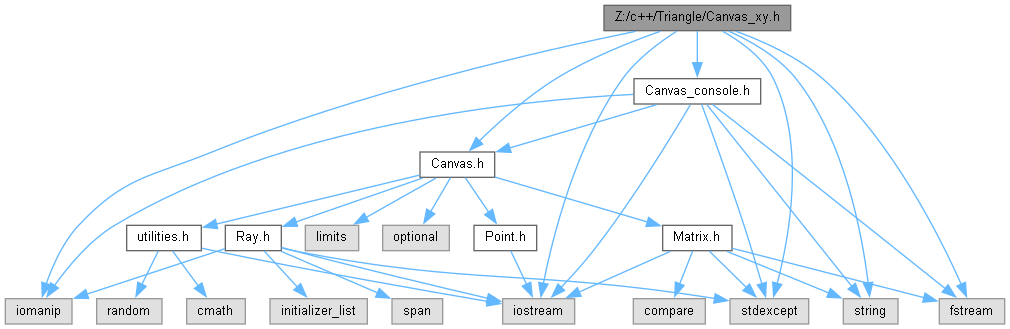 Z:/c++/Triangle/Canvas_xy.h
Canvas_console.h
Canvas.h
utilities.h
Ray.h
limits
optional
Point.h
Matrix.h
iomanip
random
cmath
initializer_list
span
iostream
compare
stdexcept
string
fstream